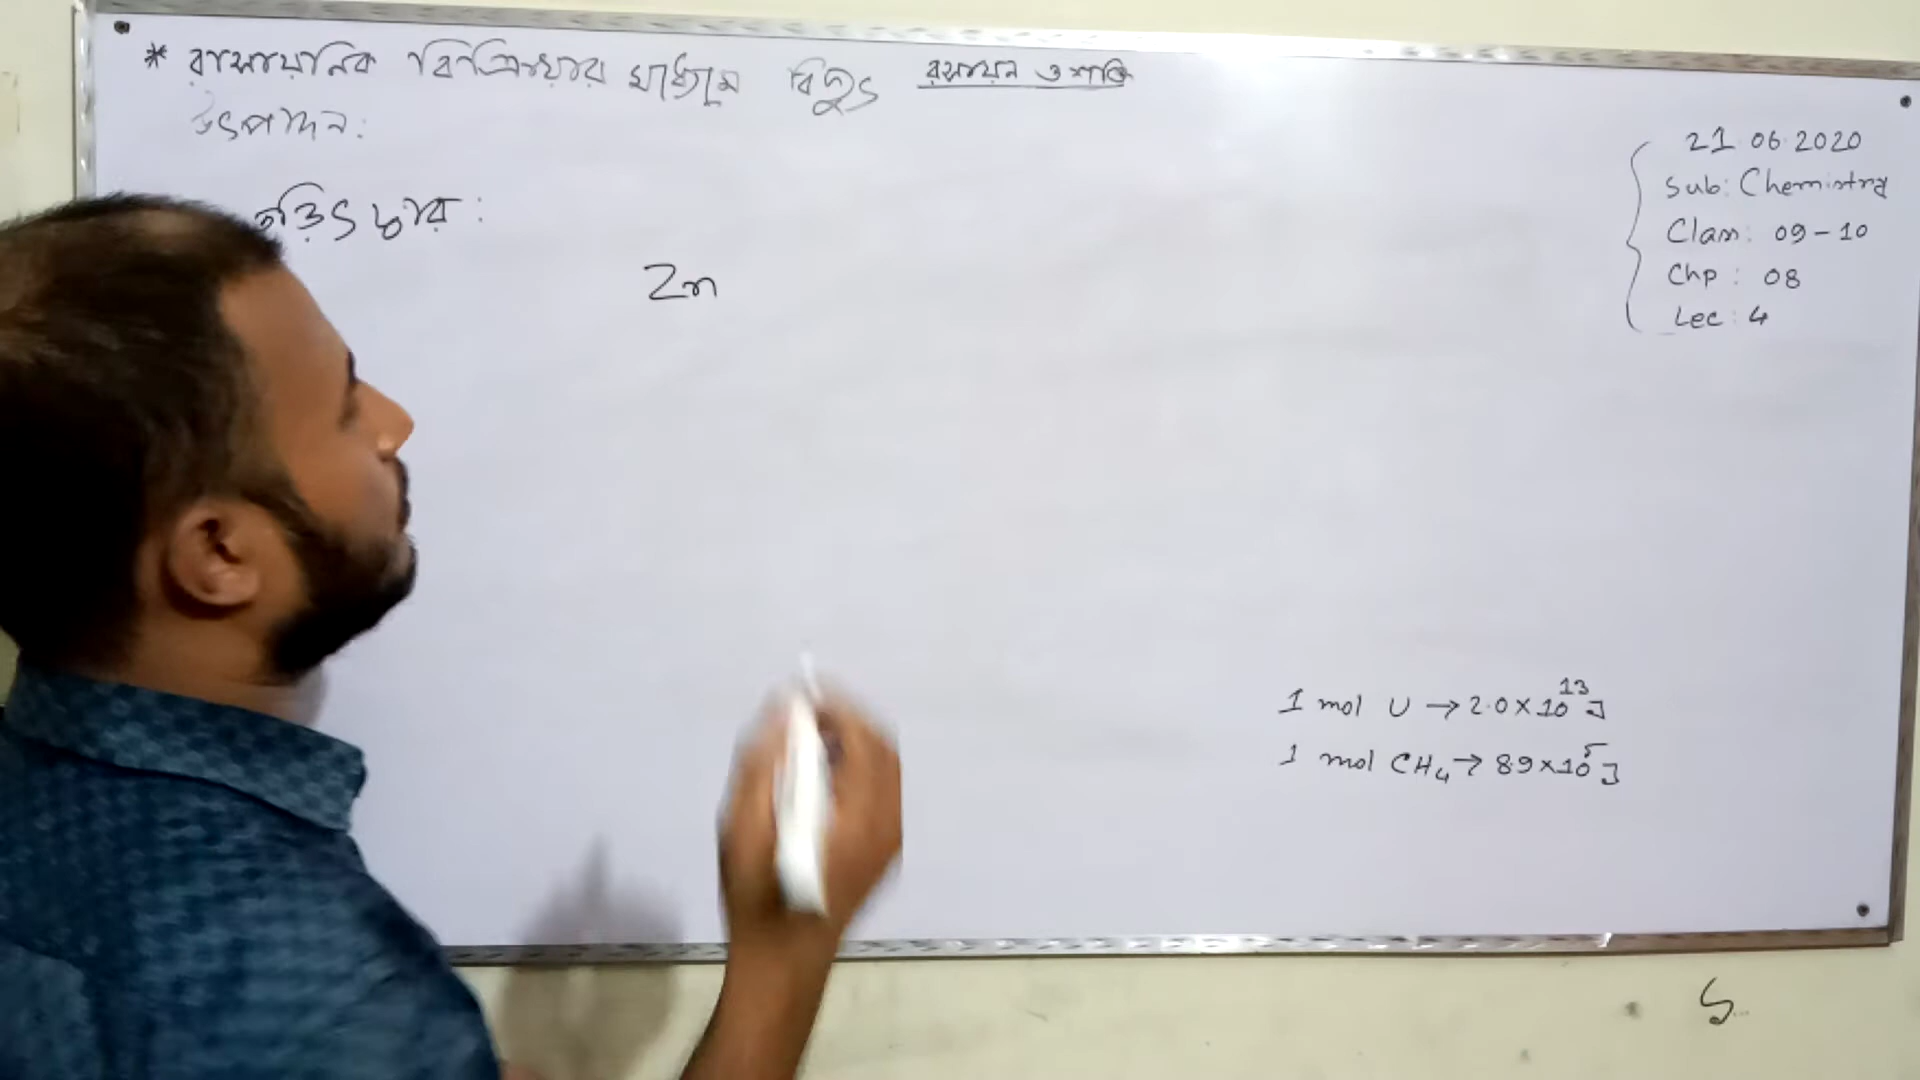 * রাসায়নিক বিক্রিয়ার মাধ্যমে বিদ্যুৎ
উৎপাদন:
রসায়ন ও শক্তি
21.06.2020
Sub: Chemistry
Class: 09-10
Chp: 08
Lec: 4
তড়িৎ দ্বার:
Zn
1 mol U → 2.0×10¹³ J
1 mol CH₄ → 89×10⁵ J
S